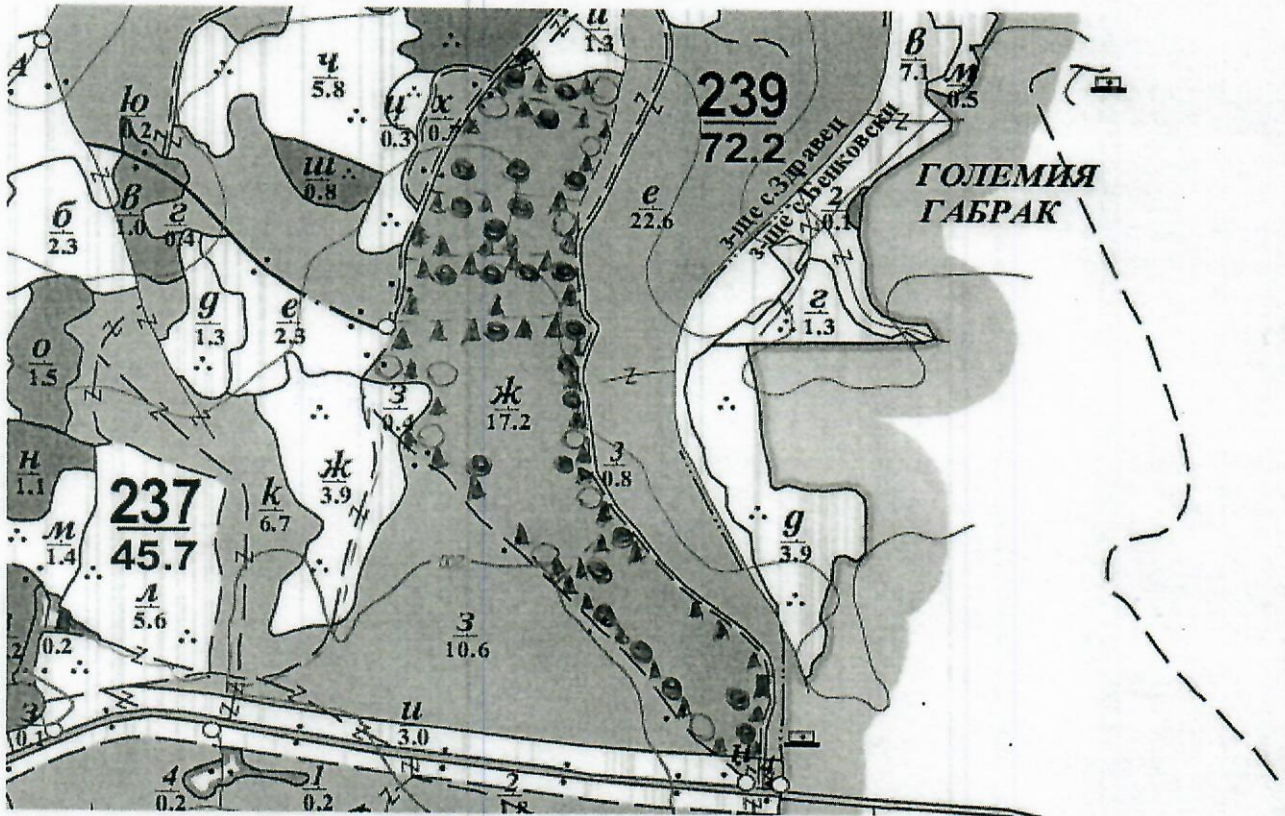 и
1.3
ч
5.8
в
7.1
м
0.5
239
72.2
ю
0.2
ц
0.3
х
ш
0.8
з-ще с.Здравец
з-ще с.Бенковски
ГОЛЕМИЯ
ГАБРАК
б
2.3
в
1.0
г
0.4
е
22.6
2
0.1
д
1.3
е
2.3
г
1.3
о
1.5
з
0.4
ж
17.2
н
1.1
ж
3.9
к
6.7
з
0.8
237
45.7
м
1.4
д
3.9
л
5.6
0.2
з
10.6
и
3.0
0.1
4
0.2
1
0.2
2